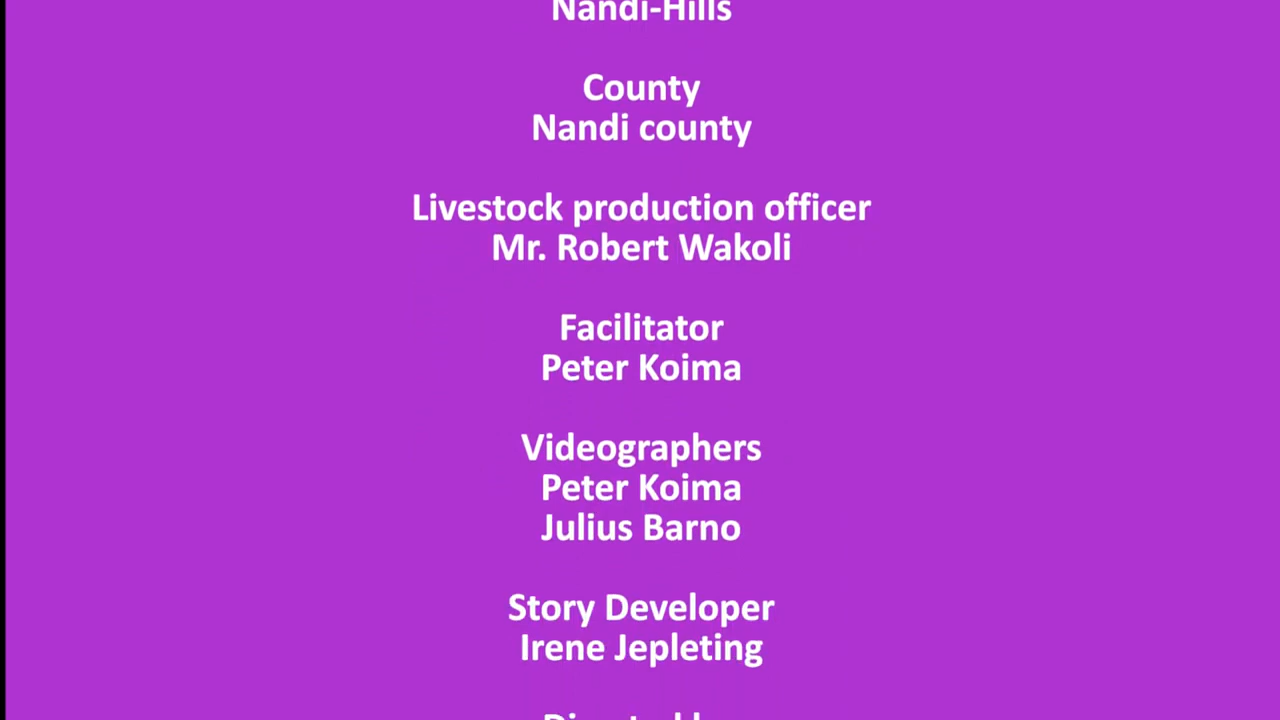 Nandi-Hills
County
Nandi county
Livestock production officer
Mr. Robert Wakoli
Facilitator
Peter Koima
Videographers
Peter Koima
Julius Barno
Story Developer
Irene Jepleting